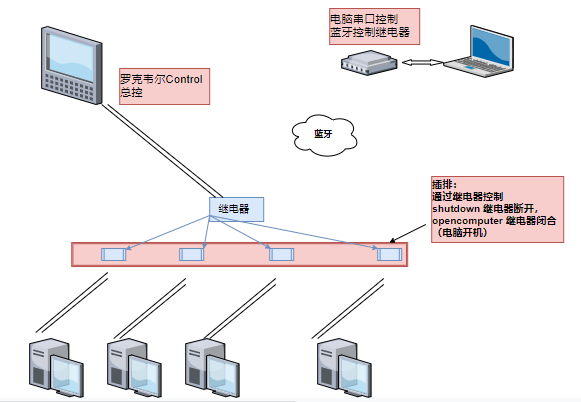 电脑串口控制
蓝牙控制继电器
罗克韦尔Control
总控
蓝牙
继电器
插排：
通过继电器控制
shutdown 继电器断开，
opencomputer 继电器闭合
（电脑开机）